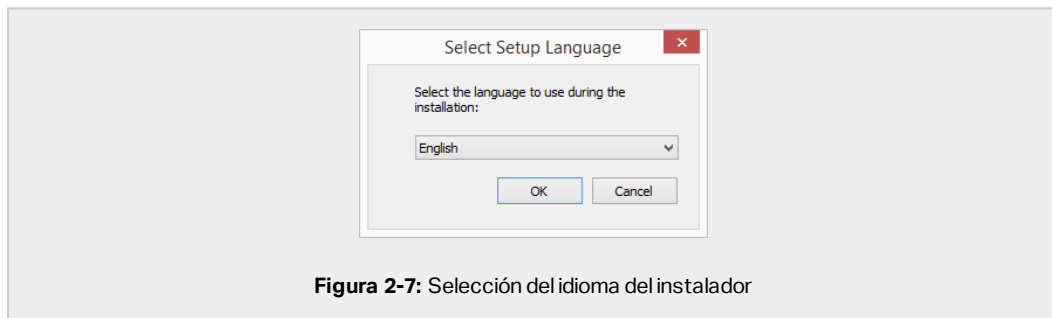 Select Setup Language
Select the language to use during the
installation:
English
OK
Cancel
Figura 2-7: Selección del idioma del instalador